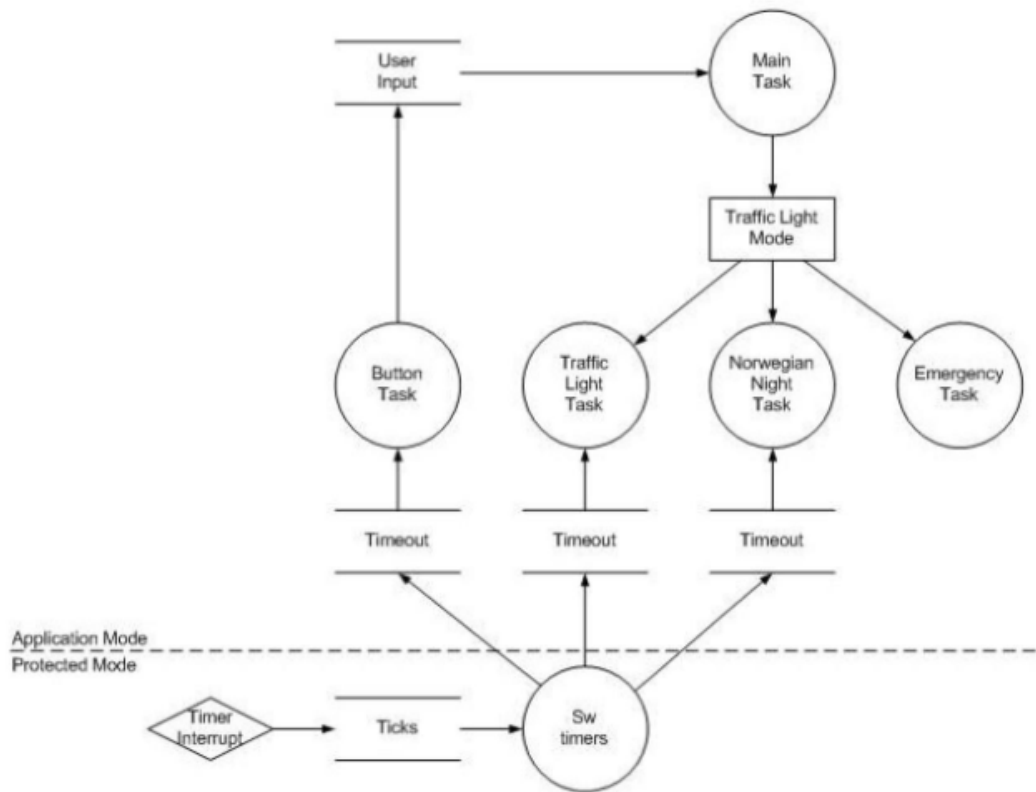 User
Input
Main
Task
Traffic Light
Mode
Button
Task
Traffic
Light
Task
Norwegian
Night
Task
Emergency
Task
Timeout
Timeout
Timeout
Application Mode
Protected Mode
Timer
Interrupt
Ticks
Sw
timers